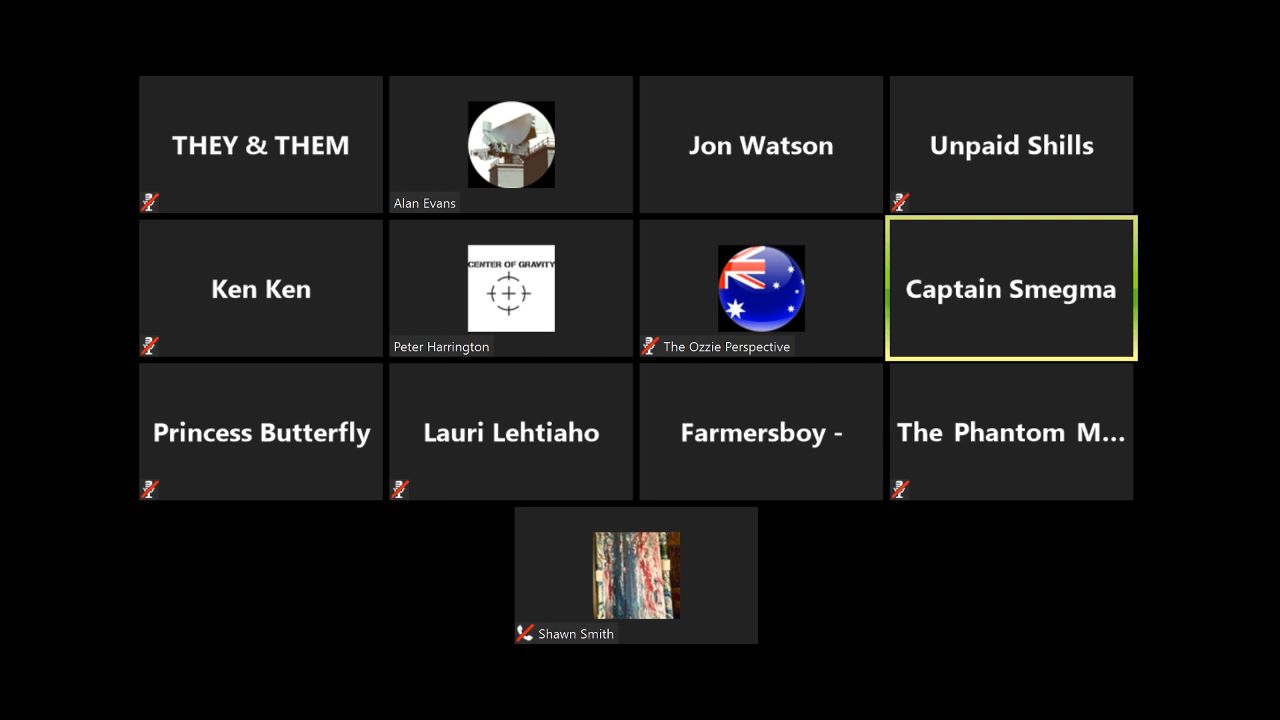 THEY & THEM
Alan Evans
Jon Watson
Unpaid Shills
Ken Ken
CENTER OF GRAVITY
Peter Harrington
The Ozzie Perspective
Captain Smegma
Princess Butterfly
Lauri Lehtiaho
Farmersboy -
The Phantom M...
Shawn Smith